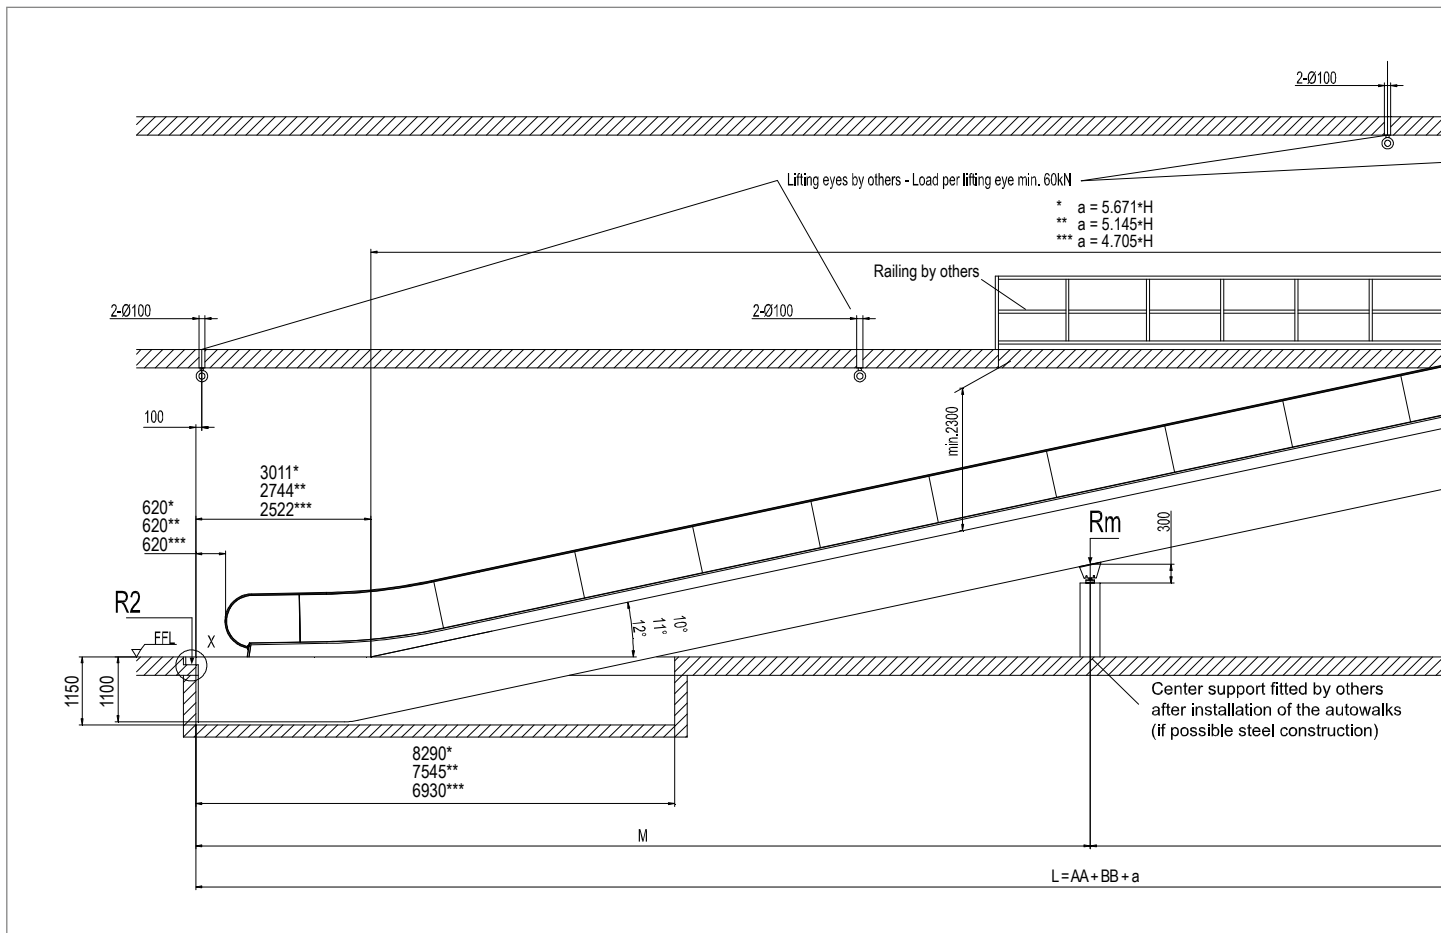 2-Ø100
Lifting eyes by others - Load per lifting eye min. 60kN
* a = 5.671*H
** a = 5.145*H
*** a = 4.705*H
Railing by others
2-Ø100
2-Ø100
100
min.2300
3011*
2744**
2522***
620*
620**
620***
Rm
300
R2
FFL
X
10°
11°
12°
1150
1100
Center support fitted by others
after installation of the autowalks
(if possible steel construction)
8290*
7545**
6930***
M
L=AA+BB+a